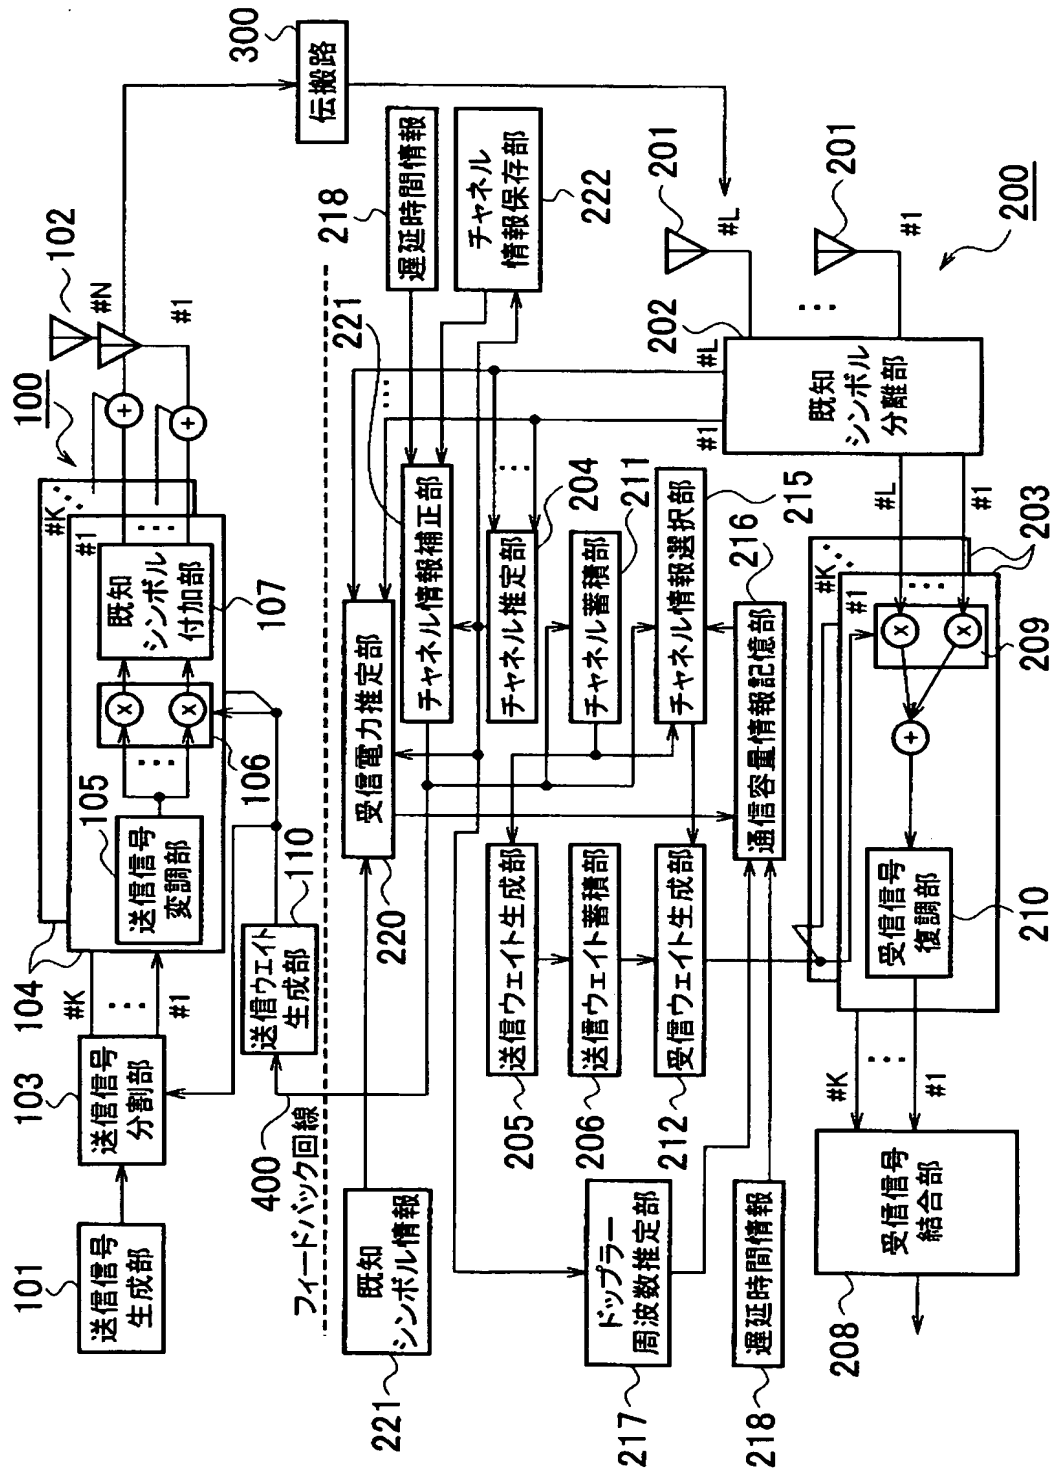 100
102
#N
#1
300
伝搬路
101
送信信号
生成部
103
送信信号
分割部
104
#K
#1
#K
#1
105
送信信号
変調部
106
107
既知
シンボル
付加部
110
送信ウエイト
生成部
400
フィードバック回線
221
既知
シンボル情報
220
受信電力推定部
221
チャネル情報補正部
218
遅延時間情報
チャネル
情報保存部
222
204
チャネル推定部
211
チャネル蓄積部
215
チャネル情報選択部
216
通信容量情報記憶部
205
送信ウェイト生成部
206
送信ウェイト蓄積部
212
受信ウェイト生成部
217
ドップラー
周波数推定部
218
遅延時間情報
201
#L
201
#1
200
202
既知
シンボル
分離部
#L
#1
#L
#1
203
#K
#1
209
210
受信信号
復調部
#K
#1
208
受信信号
結合部